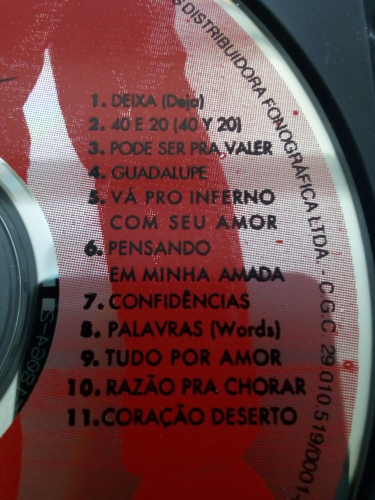 1. DEIXA (Deja)
2. 40 E 20 (40 Y 20)
3. PODE SER PRA VALER
4. GUADALUPE
5. VÁ PRO INFERNO
COM SEU AMOR
6. PENSANDO
EM MINHA AMADA
7. CONFIDÊNCIAS
8. PALAVRAS (Words)
9. TUDO POR AMOR
10. RAZÃO PRA CHORAR
11. CORAÇÃO DESERTO
DISTRIBUIDORA FONOGRÁFICA LTDA. - C.G.C 29 010 519/0001